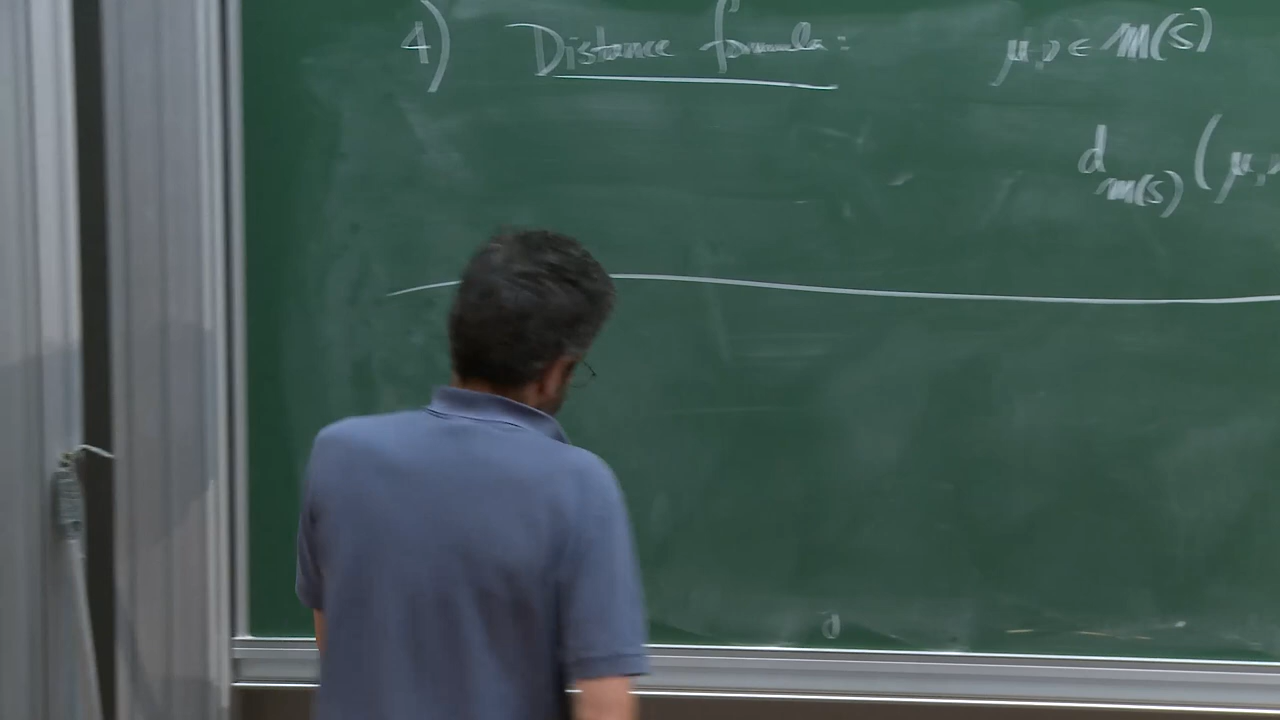 4) Distance formula: μ,ν ∈ M(S)
d_M(S) (μ,